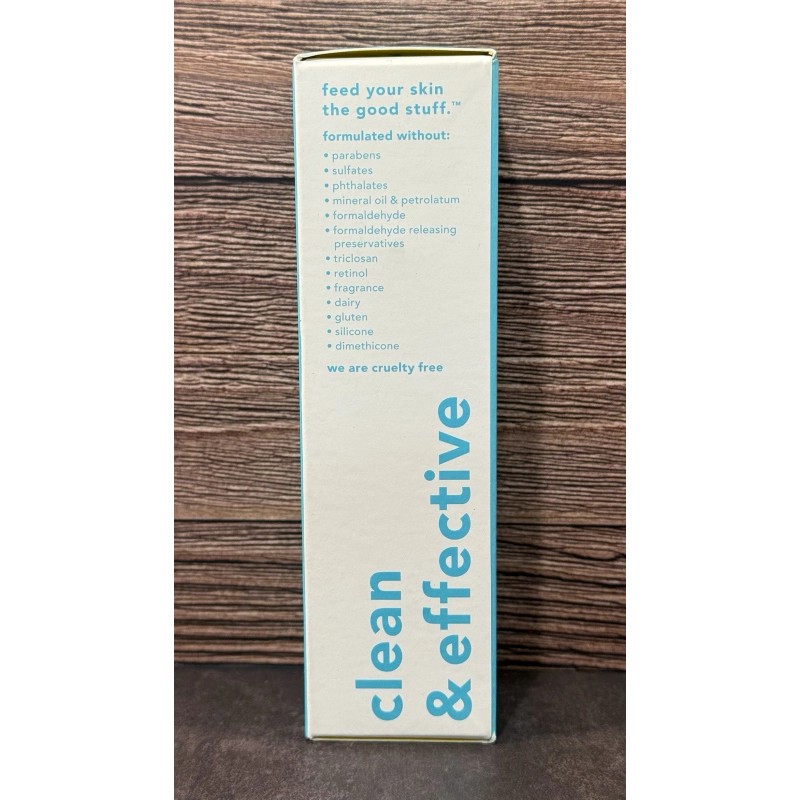 feed your skin
the good stuff.™
formulated without:
• parabens
• sulfates
• phthalates
• mineral oil & petrolatum
• formaldehyde
• formaldehyde releasing
preservatives
• triclosan
• retinol
• fragrance
• dairy
• gluten
• silicone
• dimethicone
we are cruelty free
clean
& effective